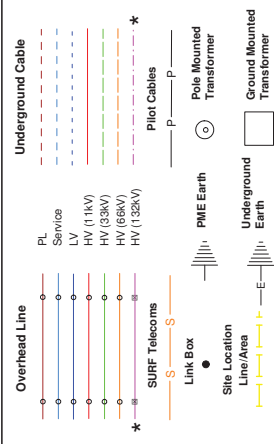 Overhead Line
Underground Cable
PL
Service
LV
HV (11kV)
HV (33kV)
HV (66kV)
HV (132kV)
*
*
SURF Telecoms
S
S
Pilot Cables
P
P
Link Box
PME Earth
Pole Mounted
Transformer
Site Location
Line/Area
E
Underground
Earth
Ground Mounted
Transformer